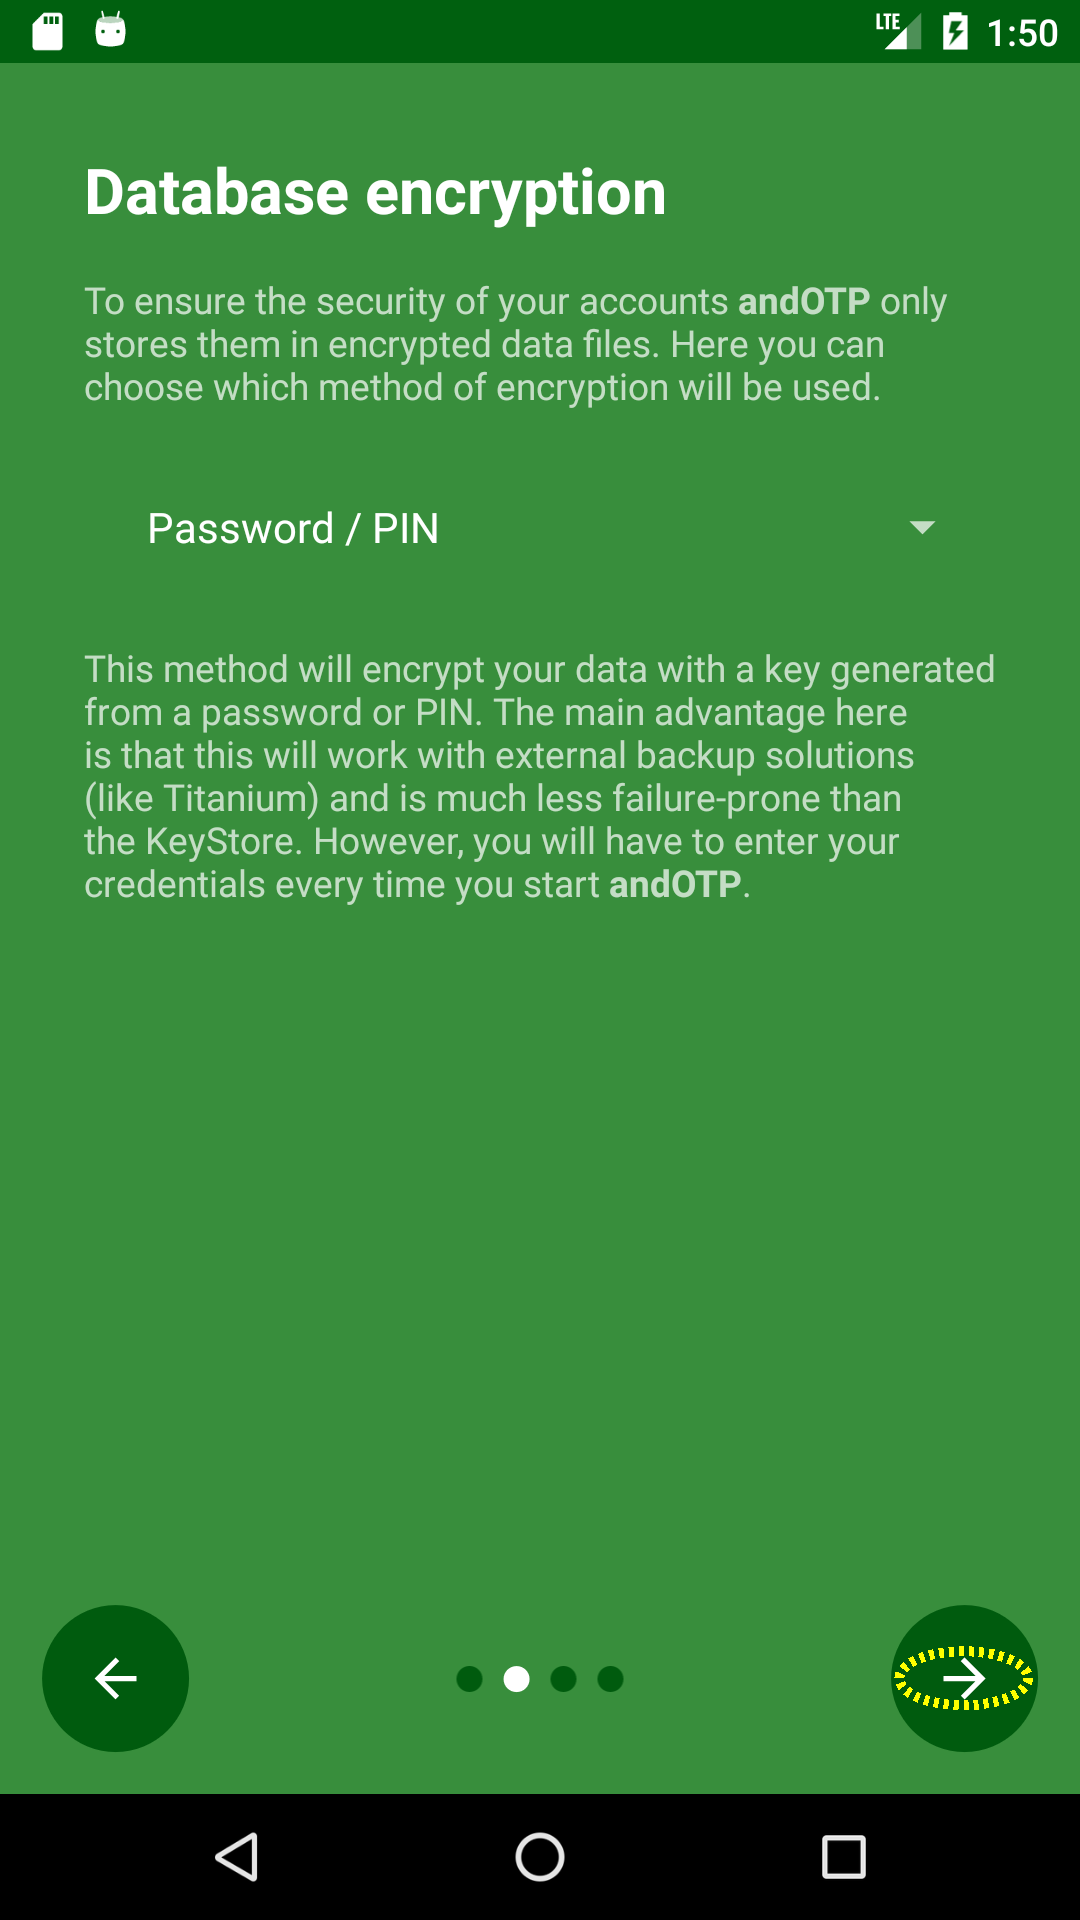 LTE 1:50
Database encryption
To ensure the security of your accounts andOTP only
stores them in encrypted data files. Here you can
choose which method of encryption will be used.
Password / PIN
This method will encrypt your data with a key generated
from a password or PIN. The main advantage here
is that this will work with external backup solutions
(like Titanium) and is much less failure-prone than
the KeyStore. However, you will have to enter your
credentials every time you start andOTP.